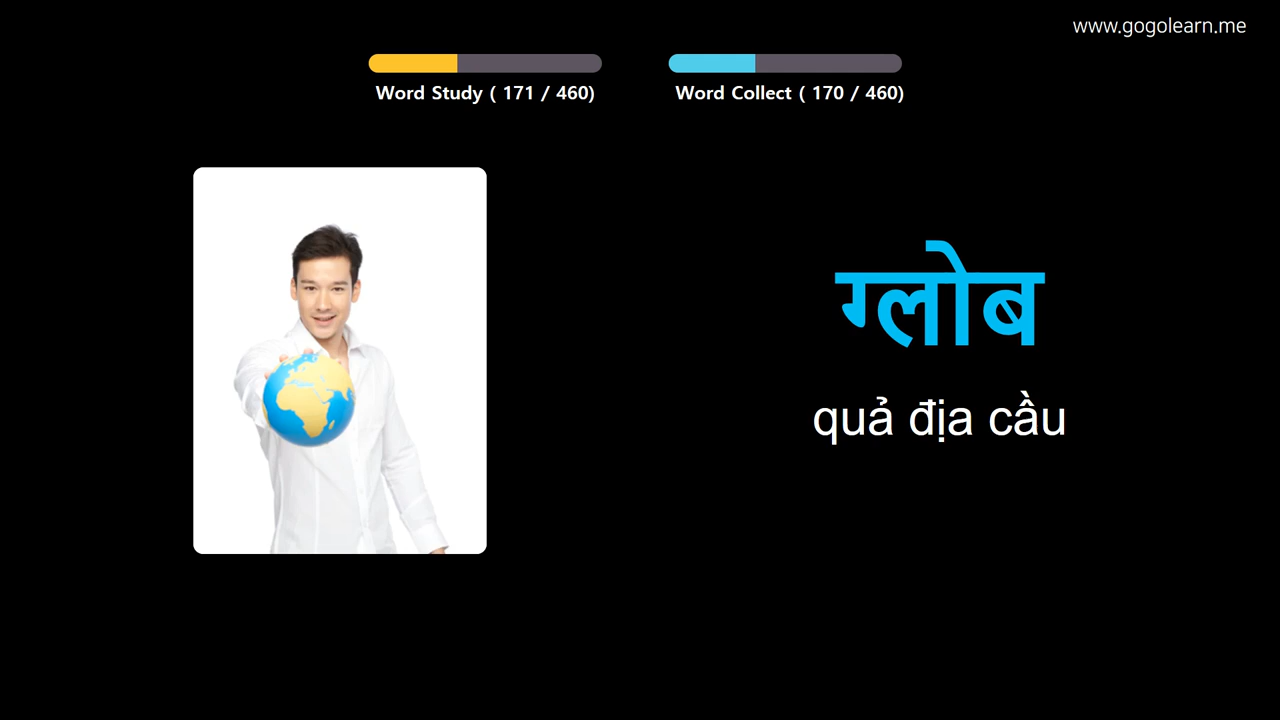 www.gogolearn.me
Word Study ( 171 / 460)
Word Collect ( 170 / 460)
ग्लोब
quả địa cầu